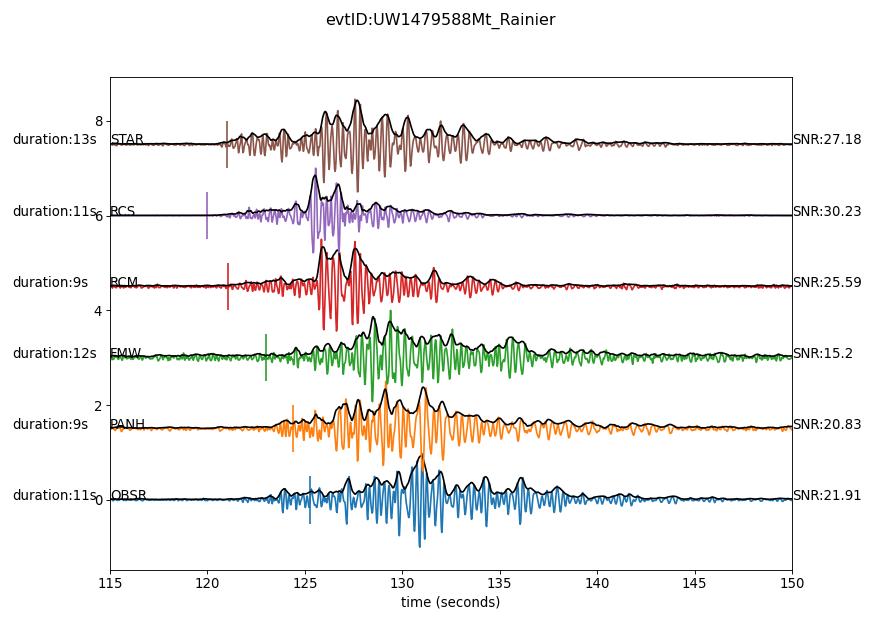 evtID:UW1479588Mt_Rainier
8
duration:13s STAR SNR:27.18
duration:11s RCS SNR:30.23
6
duration:9s RCM SNR:25.59
4
duration:12s EMW SNR:15.2
2
duration:9s PANH SNR:20.83
duration:11s OBSR SNR:21.91
0
115 120 125 130 135 140 145 150
time (seconds)